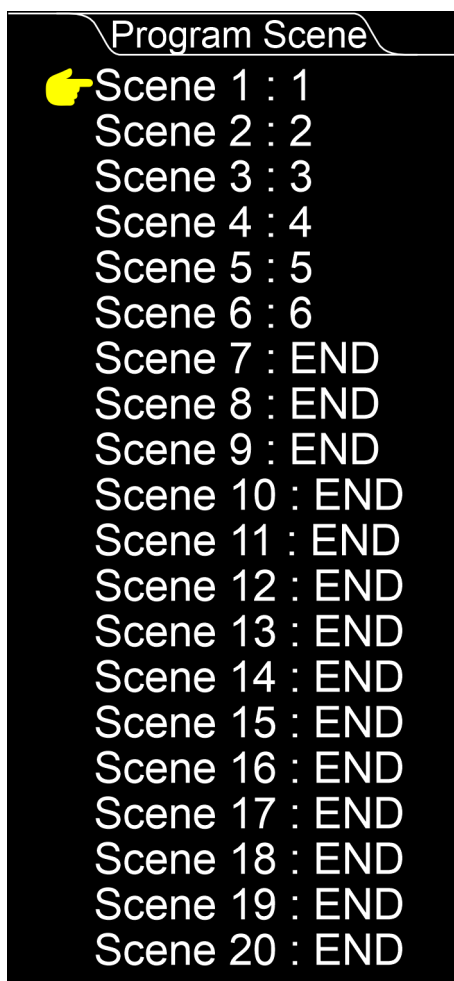 Program Scene
Scene 1 : 1
Scene 2 : 2
Scene 3 : 3
Scene 4 : 4
Scene 5 : 5
Scene 6 : 6
Scene 7 : END
Scene 8 : END
Scene 9 : END
Scene 10 : END
Scene 11 : END
Scene 12 : END
Scene 13 : END
Scene 14 : END
Scene 15 : END
Scene 16 : END
Scene 17 : END
Scene 18 : END
Scene 19 : END
Scene 20 : END